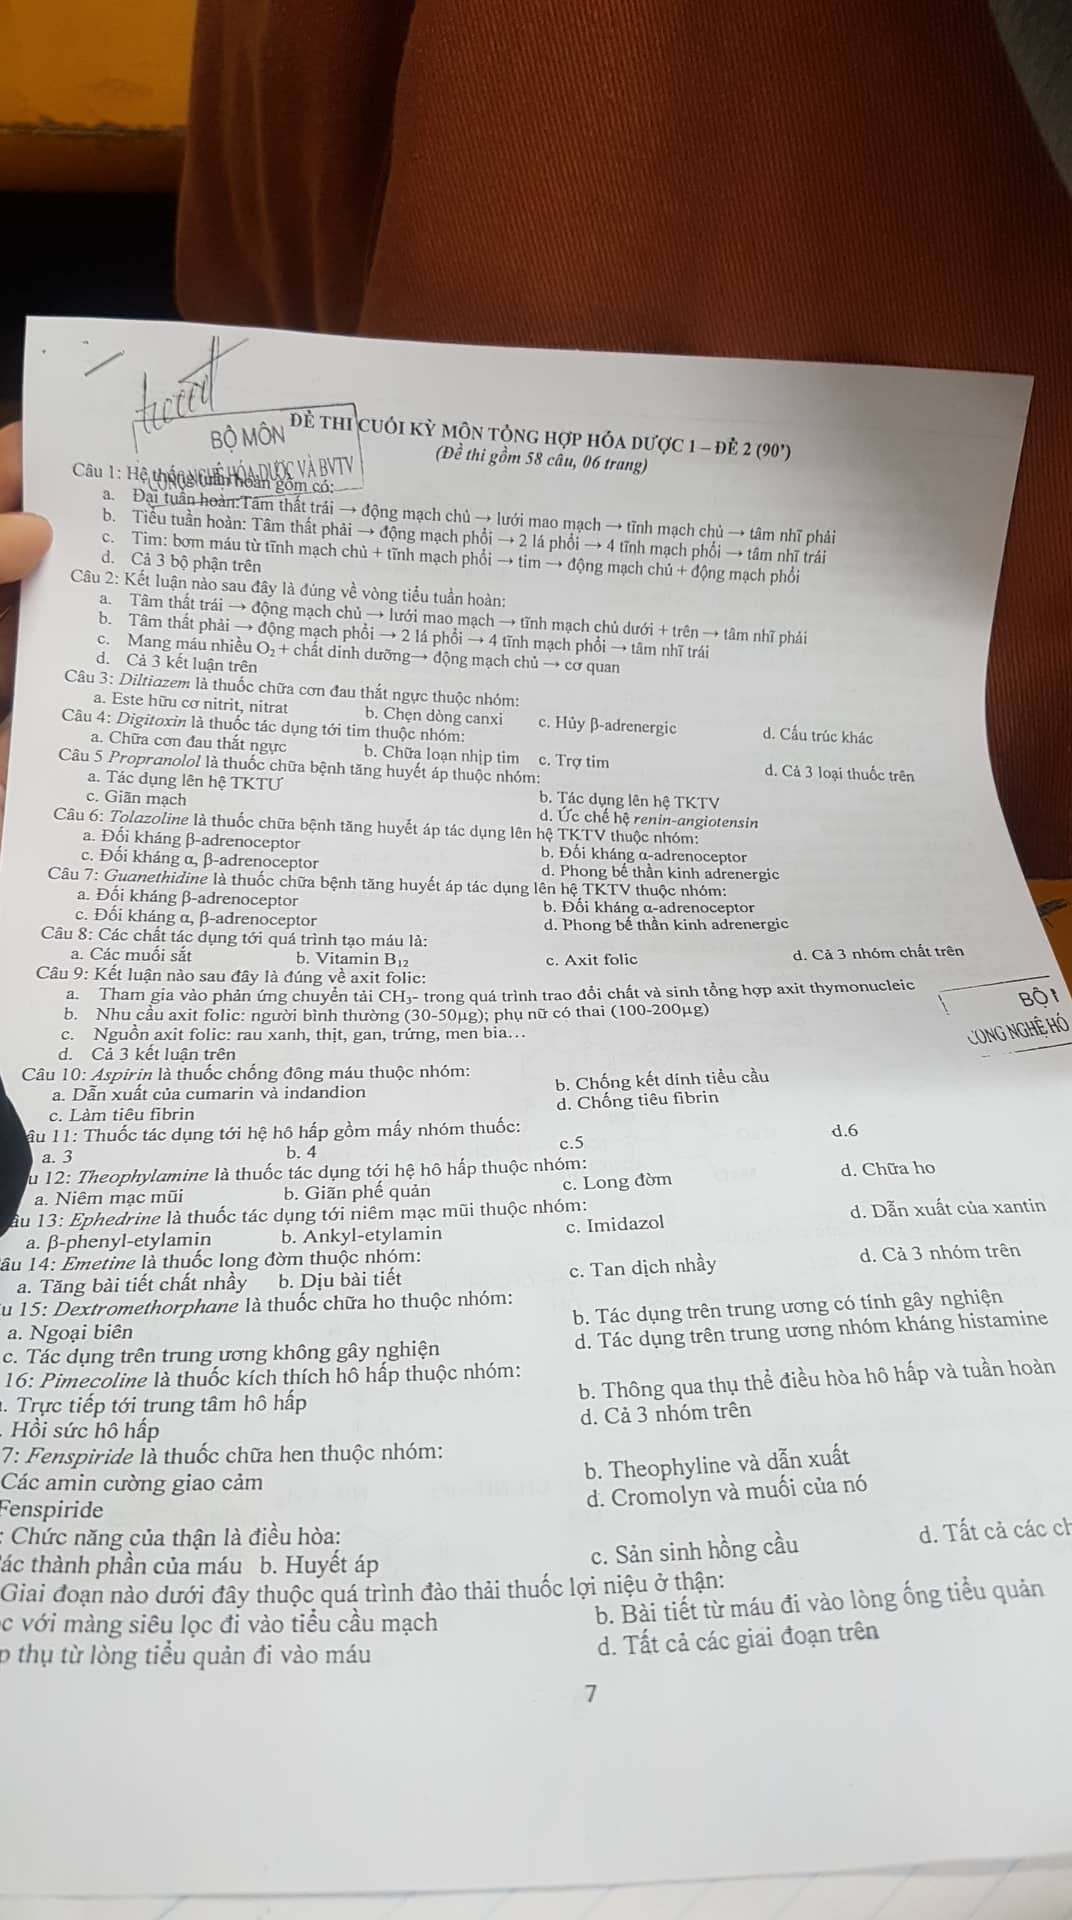 BỘ MÔN
CÔNG NGHỆ HÓA DƯỢC VÀ BVTV
ĐỀ THI CUỐI KỲ MÔN TỔNG HỢP HÓA DƯỢC 1 – ĐỀ 2 (90’)
(Đề thi gồm 58 câu, 06 trang)
Câu 1: Hệ thống tuần hoàn gồm có:
a. Đại tuần hoàn:Tâm thất trái → động mạch chủ → lưới mao mạch → tĩnh mạch chủ → tâm nhĩ phải
b. Tiểu tuần hoàn: Tâm thất phải → động mạch phổi → 2 lá phổi → 4 tĩnh mạch phổi → tâm nhĩ trái
c. Tim: bơm máu từ tĩnh mạch chủ + tĩnh mạch phổi → tim → động mạch chủ + động mạch phổi
d. Cả 3 bộ phận trên
Câu 2: Kết luận nào sau đây là đúng về vòng tiểu tuần hoàn:
a. Tâm thất trái → động mạch chủ → lưới mao mạch → tĩnh mạch chủ dưới + trên → tâm nhĩ phải
b. Tâm thất phải → động mạch phổi → 2 lá phổi → 4 tĩnh mạch phổi → tâm nhĩ trái
c. Mang máu nhiều O₂ + chất dinh dưỡng→ động mạch chủ → cơ quan
d. Cả 3 kết luận trên
Câu 3: Diltiazem là thuốc chữa cơn đau thắt ngực thuộc nhóm:
a. Este hữu cơ nitrit, nitrat b. Chẹn dòng canxi c. Hủy β-adrenergic d. Cấu trúc khác
Câu 4: Digitoxin là thuốc tác dụng tới tim thuộc nhóm:
a. Chữa cơn đau thắt ngực b. Chữa loạn nhịp tim c. Trợ tim d. Cả 3 loại thuốc trên
Câu 5 Propranolol là thuốc chữa bệnh tăng huyết áp thuộc nhóm:
a. Tác dụng lên hệ TKTƯ b. Tác dụng lên hệ TKTV
c. Giãn mạch d. Ức chế hệ renin-angiotensin
Câu 6: Tolazoline là thuốc chữa bệnh tăng huyết áp tác dụng lên hệ TKTV thuộc nhóm:
a. Đối kháng β-adrenoceptor b. Đối kháng α-adrenoceptor
c. Đối kháng α, β-adrenoceptor d. Phong bế thần kinh adrenergic
Câu 7: Guanethidine là thuốc chữa bệnh tăng huyết áp tác dụng lên hệ TKTV thuộc nhóm:
a. Đối kháng β-adrenoceptor b. Đối kháng α-adrenoceptor
c. Đối kháng α, β-adrenoceptor d. Phong bế thần kinh adrenergic
Câu 8: Các chất tác dụng tới quá trình tạo máu là:
a. Các muối sắt b. Vitamin B₁₂ c. Axit folic d. Cả 3 nhóm chất trên
Câu 9: Kết luận nào sau đây là đúng về axit folic:
a. Tham gia vào phản ứng chuyển tải CH₃- trong quá trình trao đổi chất và sinh tổng hợp axit thymonucleic
b. Nhu cầu axit folic: người bình thường (30-50µg); phụ nữ có thai (100-200µg)
c. Nguồn axit folic: rau xanh, thịt, gan, trứng, men bia…
d. Cả 3 kết luận trên
BỘ
CÔNG NGHỆ HÓ
Câu 10: Aspirin là thuốc chống đông máu thuộc nhóm:
a. Dẫn xuất của cumarin và indandion b. Chống kết dính tiểu cầu
c. Làm tiêu fibrin d. Chống tiêu fibrin
âu 11: Thuốc tác dụng tới hệ hô hấp gồm mấy nhóm thuốc:
a. 3 b. 4 c.5 d.6
u 12: Theophylamine là thuốc tác dụng tới hệ hô hấp thuộc nhóm:
a. Niêm mạc mũi b. Giãn phế quản c. Long đờm d. Chữa ho
âu 13: Ephedrine là thuốc tác dụng tới niêm mạc mũi thuộc nhóm:
a. β-phenyl-etylamin b. Ankyl-etylamin c. Imidazol d. Dẫn xuất của xantin
âu 14: Emetine là thuốc long đờm thuộc nhóm:
a. Tăng bài tiết chất nhầy b. Dịu bài tiết c. Tan dịch nhầy d. Cả 3 nhóm trên
u 15: Dextromethorphane là thuốc chữa ho thuộc nhóm:
a. Ngoại biên b. Tác dụng trên trung ương có tính gây nghiện
c. Tác dụng trên trung ương không gây nghiện d. Tác dụng trên trung ương nhóm kháng histamine
16: Pimecoline là thuốc kích thích hô hấp thuộc nhóm:
. Trực tiếp tới trung tâm hô hấp b. Thông qua thụ thể điều hòa hô hấp và tuần hoàn
. Hồi sức hô hấp d. Cả 3 nhóm trên
7: Fenspiride là thuốc chữa hen thuộc nhóm:
Các amin cường giao cảm b. Theophyline và dẫn xuất
Fenspiride d. Cromolyn và muối của nó
: Chức năng của thận là điều hòa:
ác thành phần của máu b. Huyết áp c. Sản sinh hồng cầu d. Tất cả các ch
Giai đoạn nào dưới đây thuộc quá trình đào thải thuốc lợi niệu ở thận:
c với màng siêu lọc đi vào tiểu cầu mạch b. Bài tiết từ máu đi vào lòng ống tiểu quản
p thụ từ lòng tiểu quản đi vào máu d. Tất cả các giai đoạn trên
7